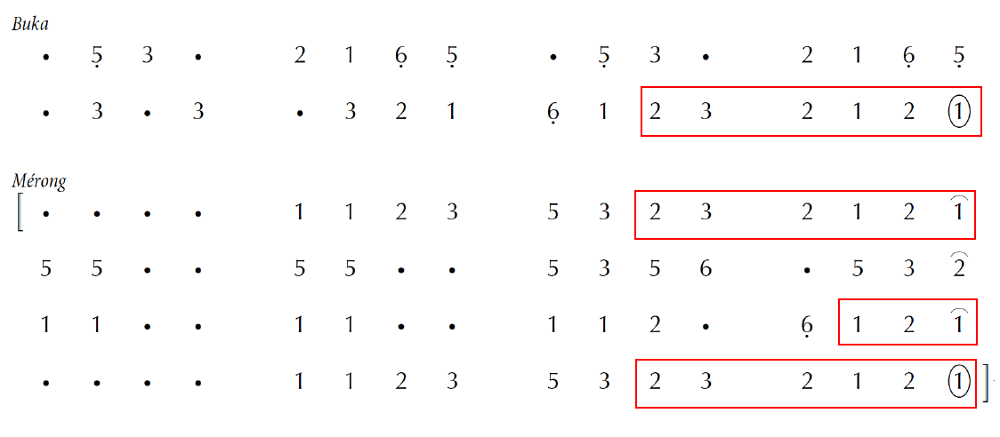 Buka
• 5̣ 3 • 2 1 6̣ 5̣ • 5̣ 3 • 2 1 6̣ 5̣
• 3 • 3 • 3 2 1 6̣ 1 2 3 2 1 2 ①
Mérong
[ • • • • 1 1 2 3 5 3 2 3 2 1 2 1̑
5 5 • • 5 5 • • 5 3 5 6 • 5 3 2̑
1 1 • • 1 1 • • 1 1 2 • 6̣ 1 2 1̑
• • • • 1 1 2 3 5 3 2 3 2 1 2 ① ]